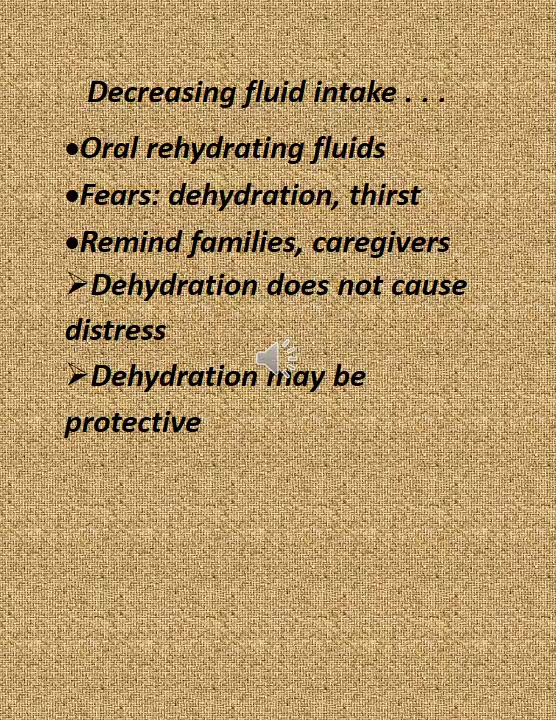 Decreasing fluid intake . . .
•Oral rehydrating fluids
•Fears: dehydration, thirst
•Remind families, caregivers
➢Dehydration does not cause
distress
➢Dehydration may be
protective